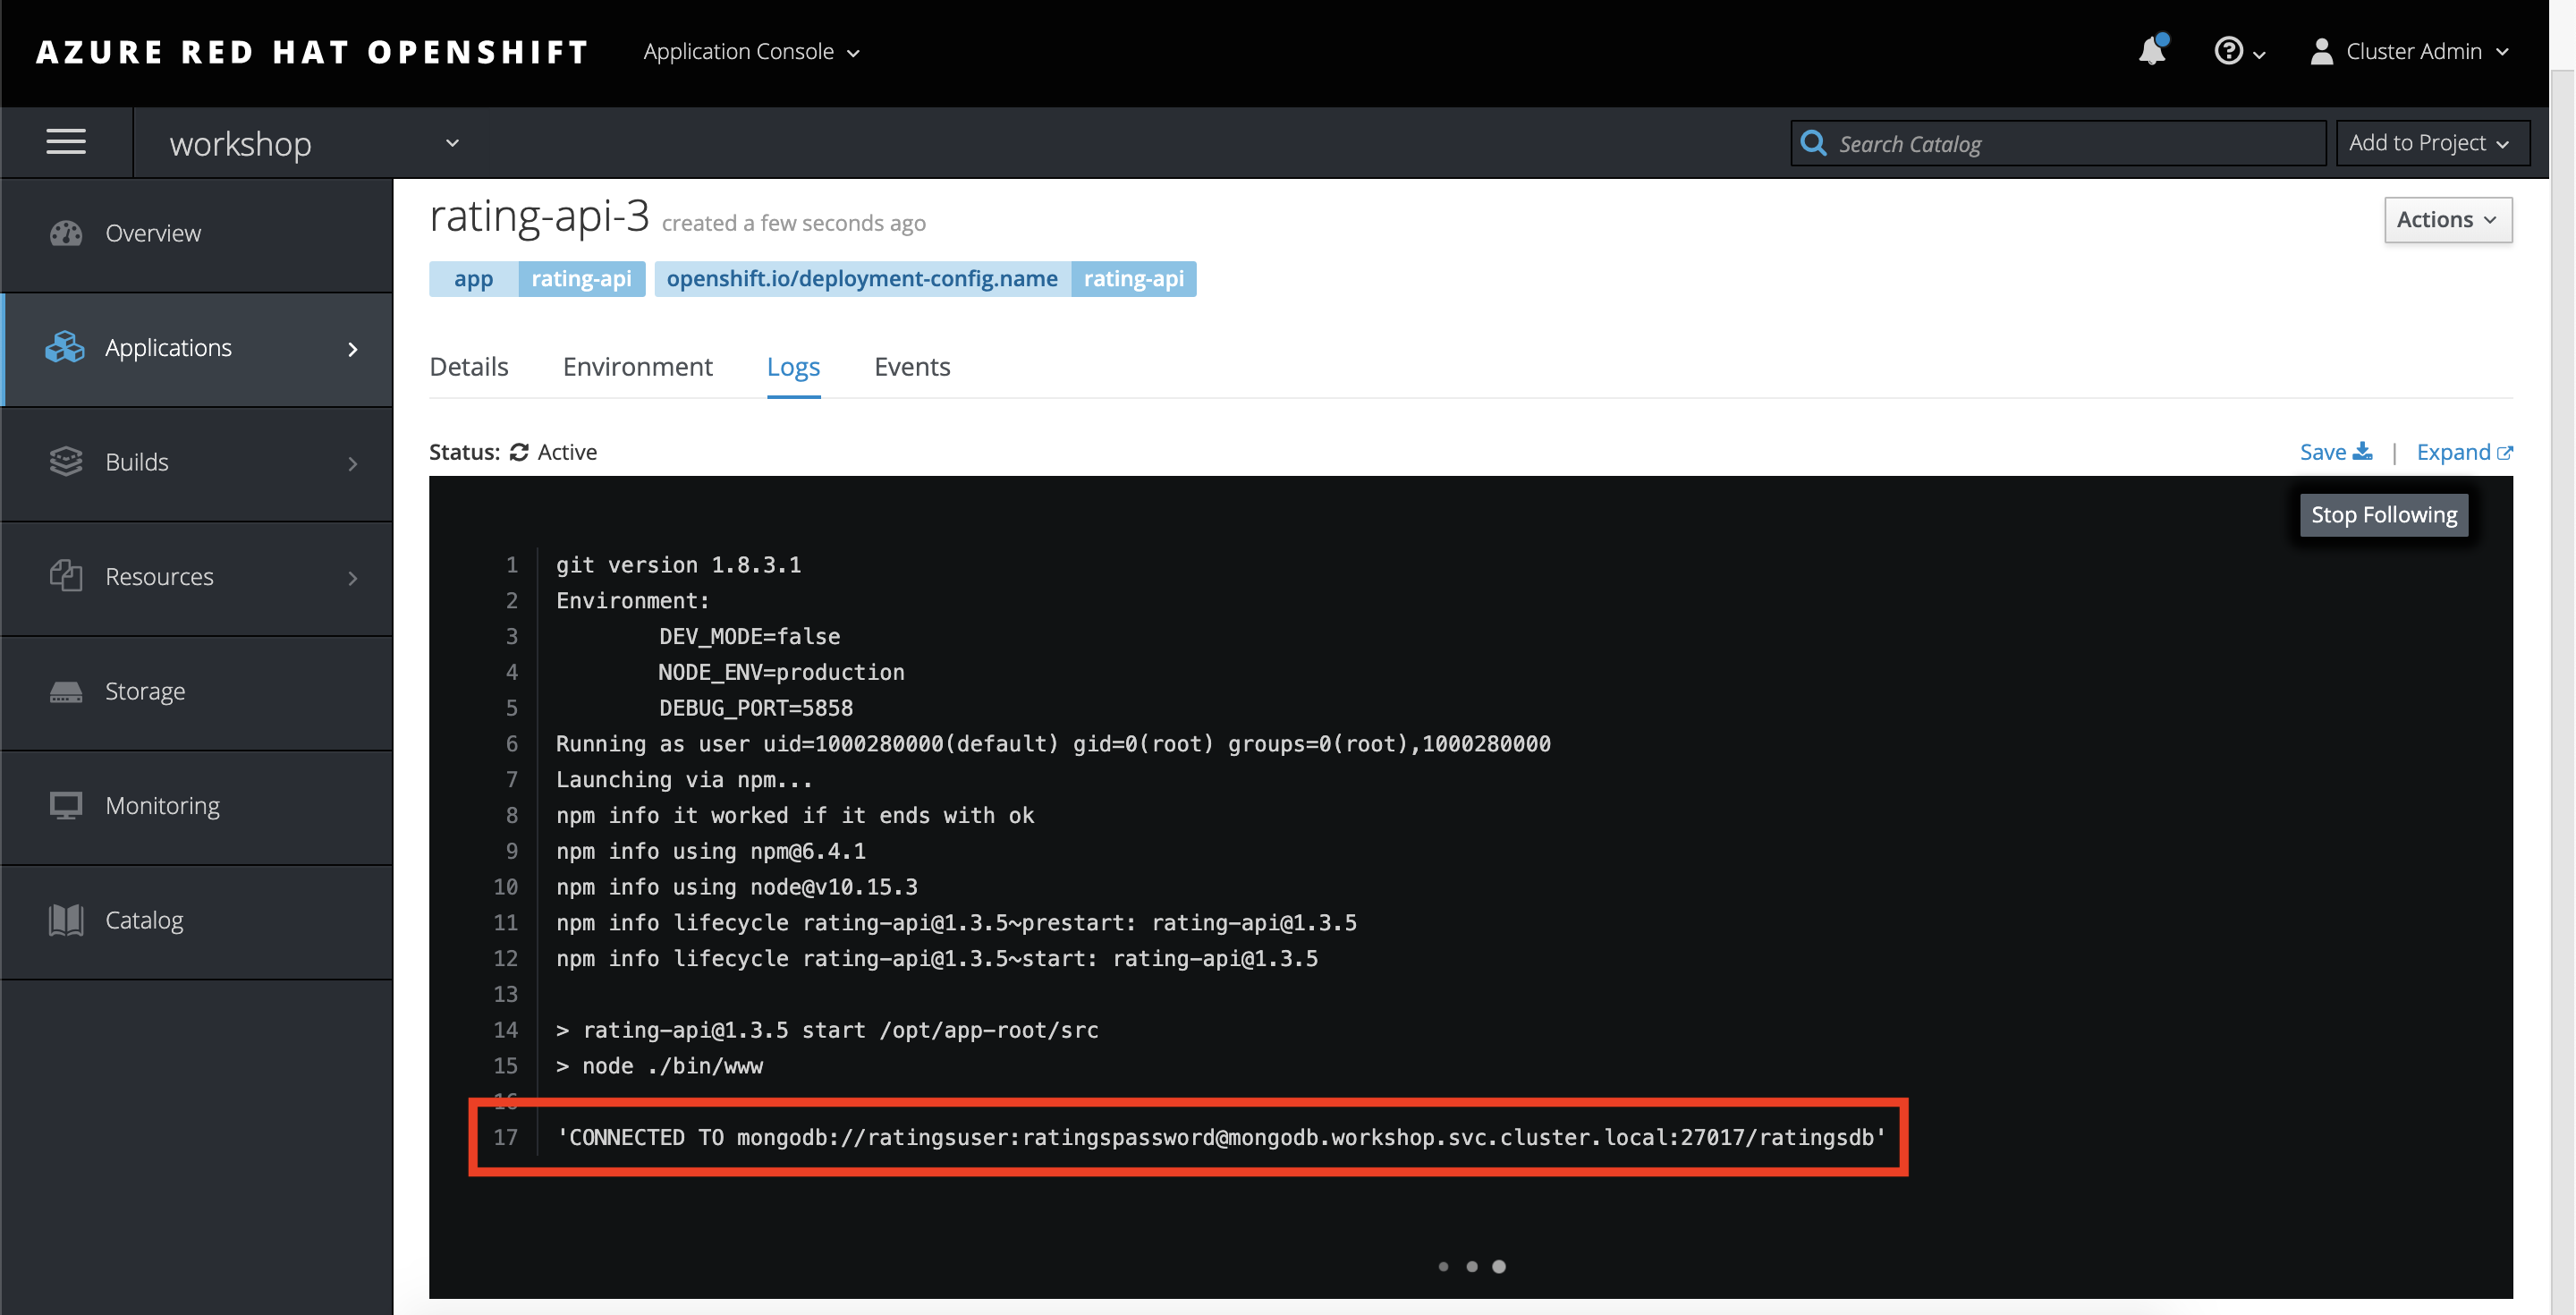 AZURE RED HAT OPENSHIFT Application Console Cluster Admin
workshop Search Catalog Add to Project
Overview
Applications
Builds
Resources
Storage
Monitoring
Catalog
rating-api-3 created a few seconds ago Actions
app rating-api openshift.io/deployment-config.name rating-api
Details Environment Logs Events
Status: Active Save | Expand
Stop Following
1 git version 1.8.3.1
2 Environment:
3 DEV_MODE=false
4 NODE_ENV=production
5 DEBUG_PORT=5858
6 Running as user uid=1000280000(default) gid=0(root) groups=0(root),1000280000
7 Launching via npm...
8 npm info it worked if it ends with ok
9 npm info using npm@6.4.1
10 npm info using node@v10.15.3
11 npm info lifecycle rating-api@1.3.5~prestart: rating-api@1.3.5
12 npm info lifecycle rating-api@1.3.5~start: rating-api@1.3.5
13
14 > rating-api@1.3.5 start /opt/app-root/src
15 > node ./bin/www
16
17 'CONNECTED TO mongodb://ratingsuser:ratingspassword@mongodb.workshop.svc.cluster.local:27017/ratingsdb'